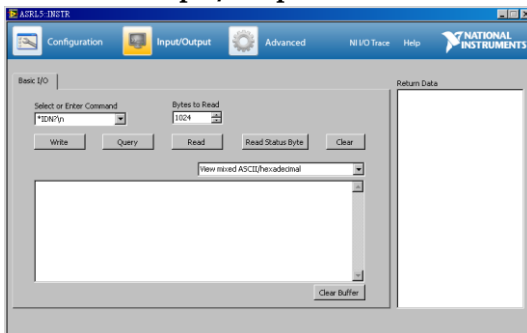 ASRL5::INSTR
Configuration
Input/Output
Advanced
NI I/O Trace
Help
NATIONAL
INSTRUMENTS
Basic I/O
Return Data
Select or Enter Command
Bytes to Read
*IDN?\n
1024
Write
Query
Read
Read Status Byte
Clear
View mixed ASCII/hexadecimal
Clear Buffer